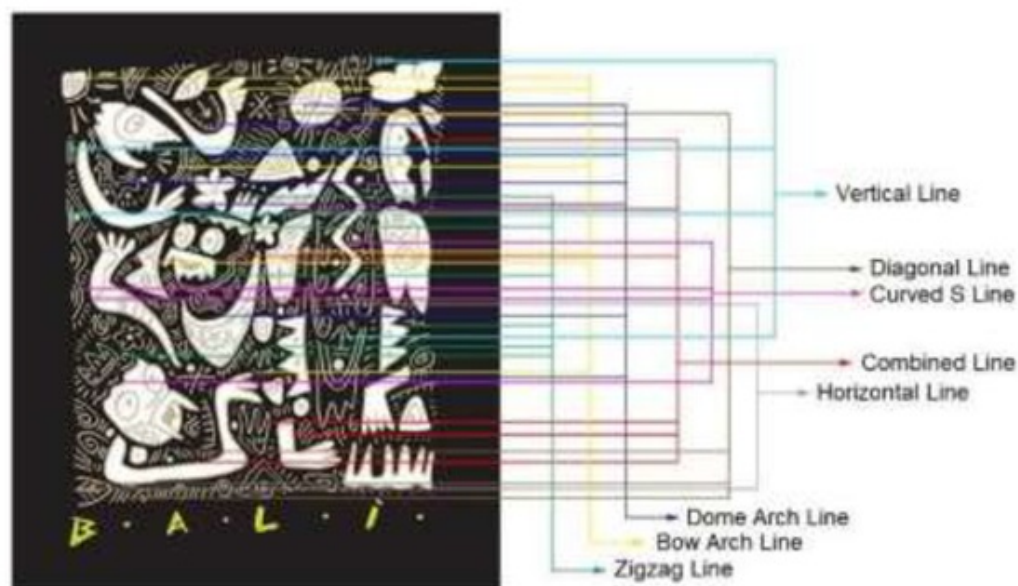 Vertical Line
Diagonal Line
Curved S Line
Combined Line
Horizontal Line
B · A · L · i ·
Dome Arch Line
Bow Arch Line
Zigzag Line